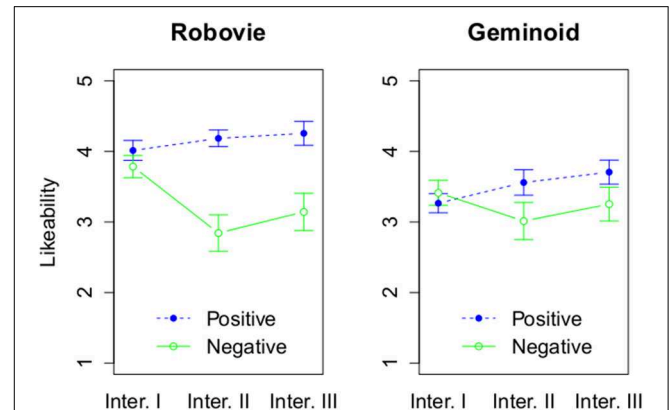 Robovie
Geminoid
Likeability
5
4
3
2
1
Positive
Negative
Inter. I Inter. II Inter. III
5
4
3
2
1
Positive
Negative
Inter. I Inter. II Inter. III